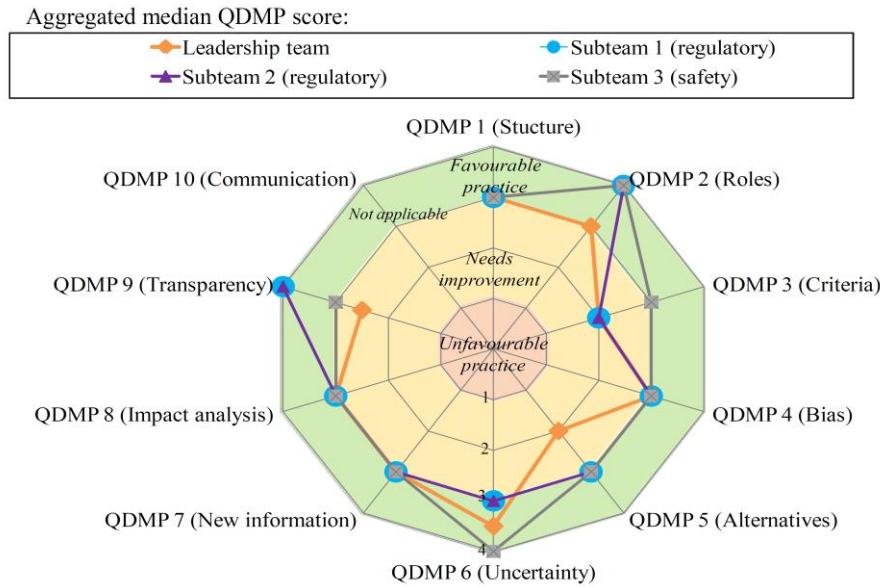 Aggregated median QDMP score:
Leadership team
Subteam 1 (regulatory)
Subteam 2 (regulatory)
Subteam 3 (safety)
QDMP 1 (Stucture)
QDMP 10 (Communication)
Favourable
practice
QDMP 2 (Roles)
Not applicable
Needs
improvement
QDMP 9 (Transparency)
QDMP 3 (Criteria)
Unfavourable
practice
1
QDMP 8 (Impact analysis)
QDMP 4 (Bias)
2
3
QDMP 7 (New information)
QDMP 5 (Alternatives)
4
QDMP 6 (Uncertainty)